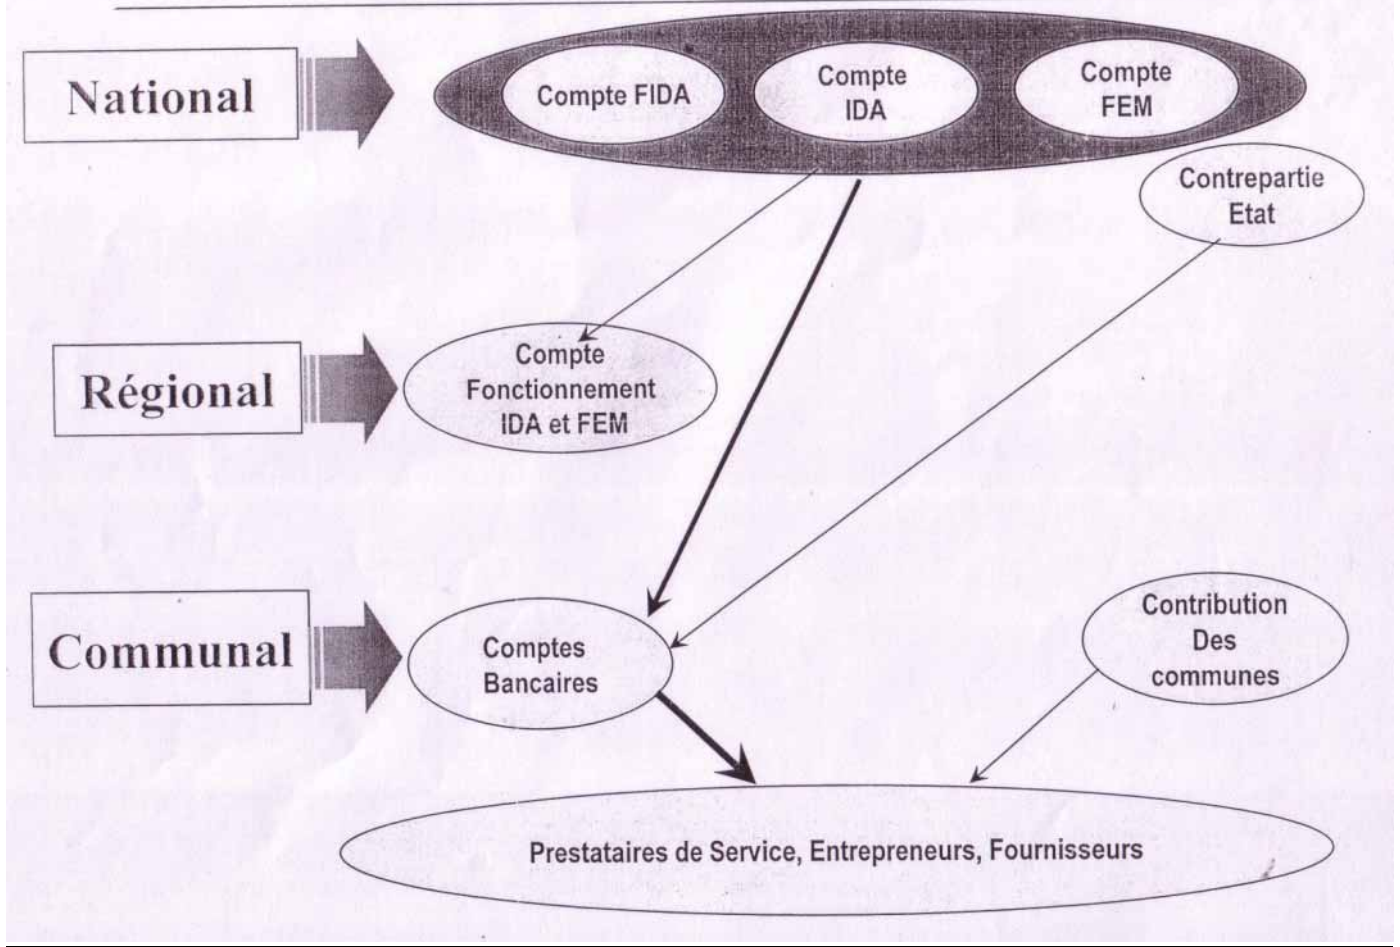 National
Compte FIDA
Compte
IDA
Compte
FEM
Contrepartie
Etat
Régional
Compte
Fonctionnement
IDA et FEM
Communal
Comptes
Bancaires
Contribution
Des
communes
Prestataires de Service, Entrepreneurs, Fournisseurs